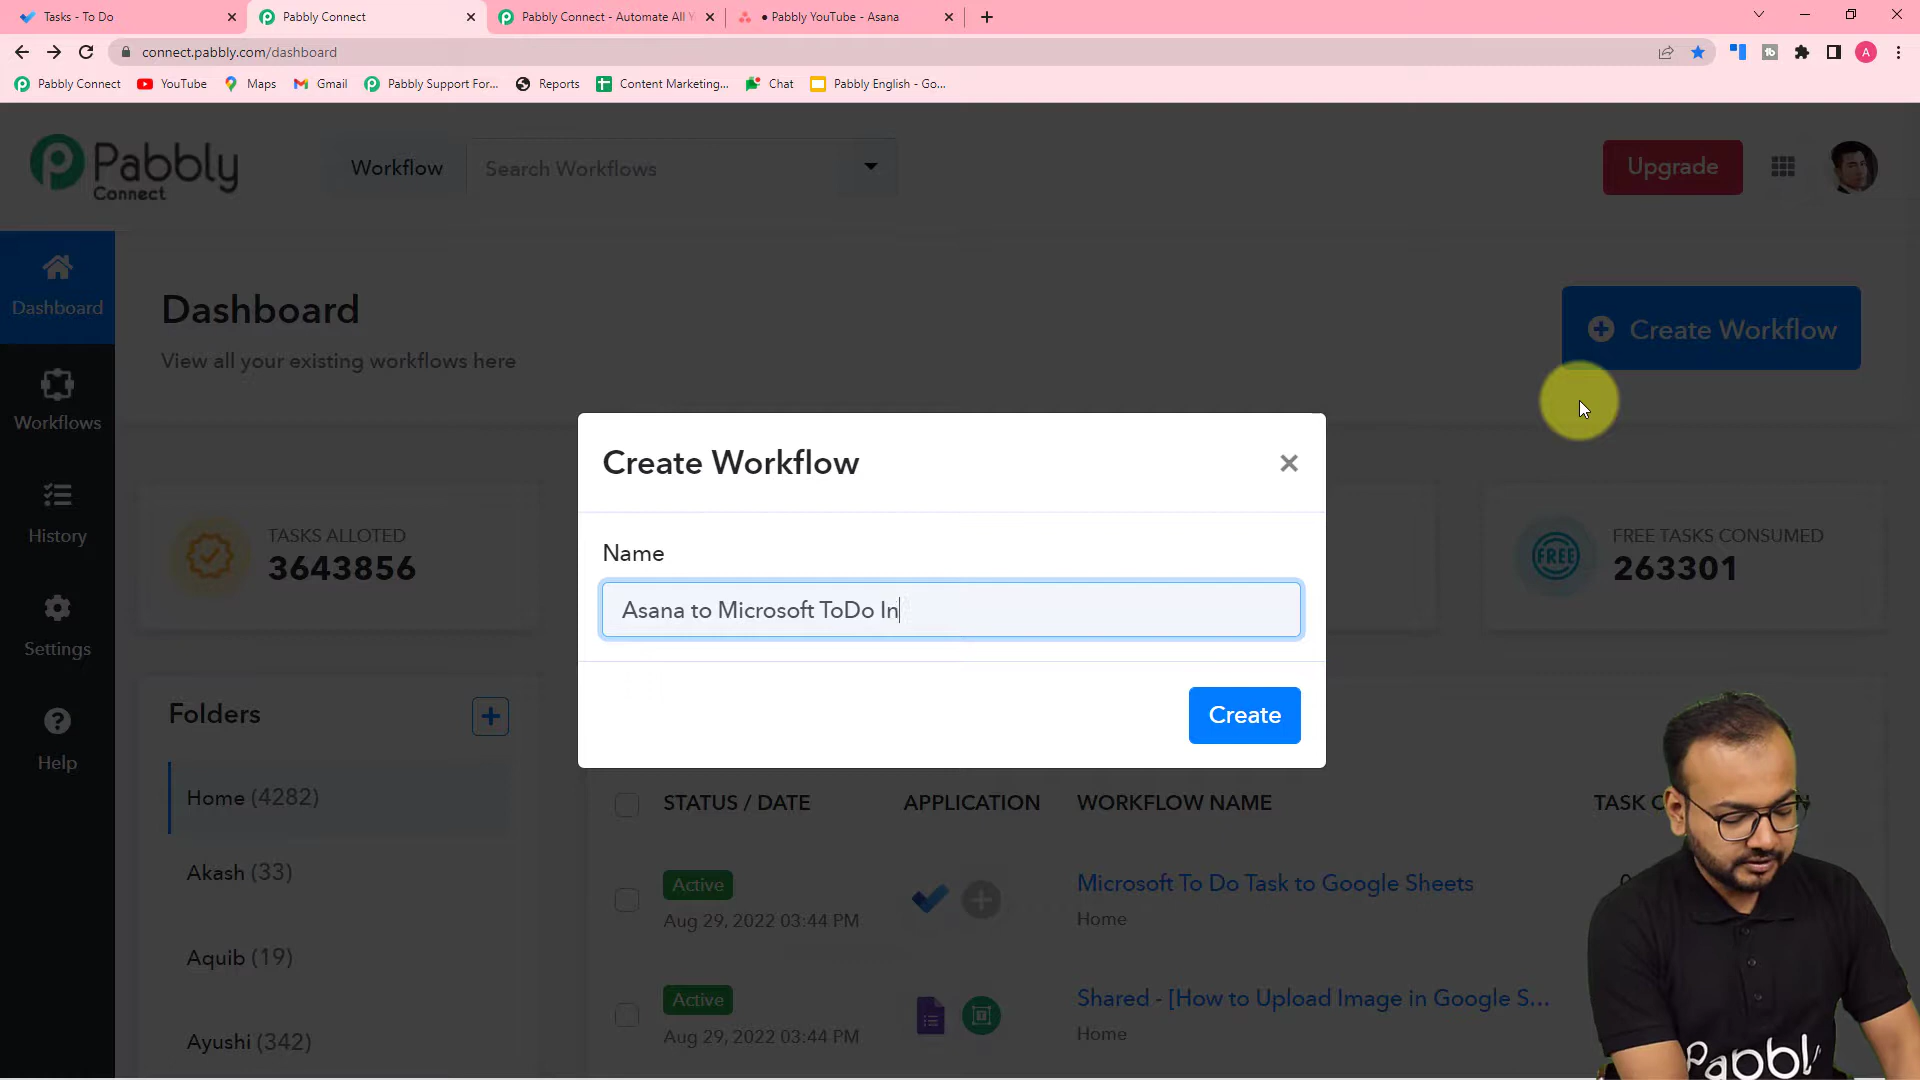 Tasks - To Do
Pabbly Connect
Pabbly Connect - Automate All Y
• Pabbly YouTube - Asana
connect.pabbly.com/dashboard
A
Pabbly Connect
YouTube
Maps
Gmail
Pabbly Support For...
Reports
Content Marketing...
Chat
Pabbly English - Go...
Pabbly
Connect
Workflow
Search Workflows
Upgrade
Dashboard
Workflows
History
Settings
Help
Dashboard
View all your existing workflows here
Create Workflow
TASKS ALLOTED
3643856
FREE
FREE TASKS CONSUMED
263301
Create Workflow
Name
Asana to Microsoft ToDo In
Create
Folders
Home (4282)
Akash (33)
Aquib (19)
Ayushi (342)
STATUS / DATE
APPLICATION
WORKFLOW NAME
Active
Aug 29, 2022 03:44 PM
Microsoft To Do Task to Google Sheets
Home
Active
Aug 29, 2022 03:44 PM
Shared - [How to Upload Image in Google S...
Home